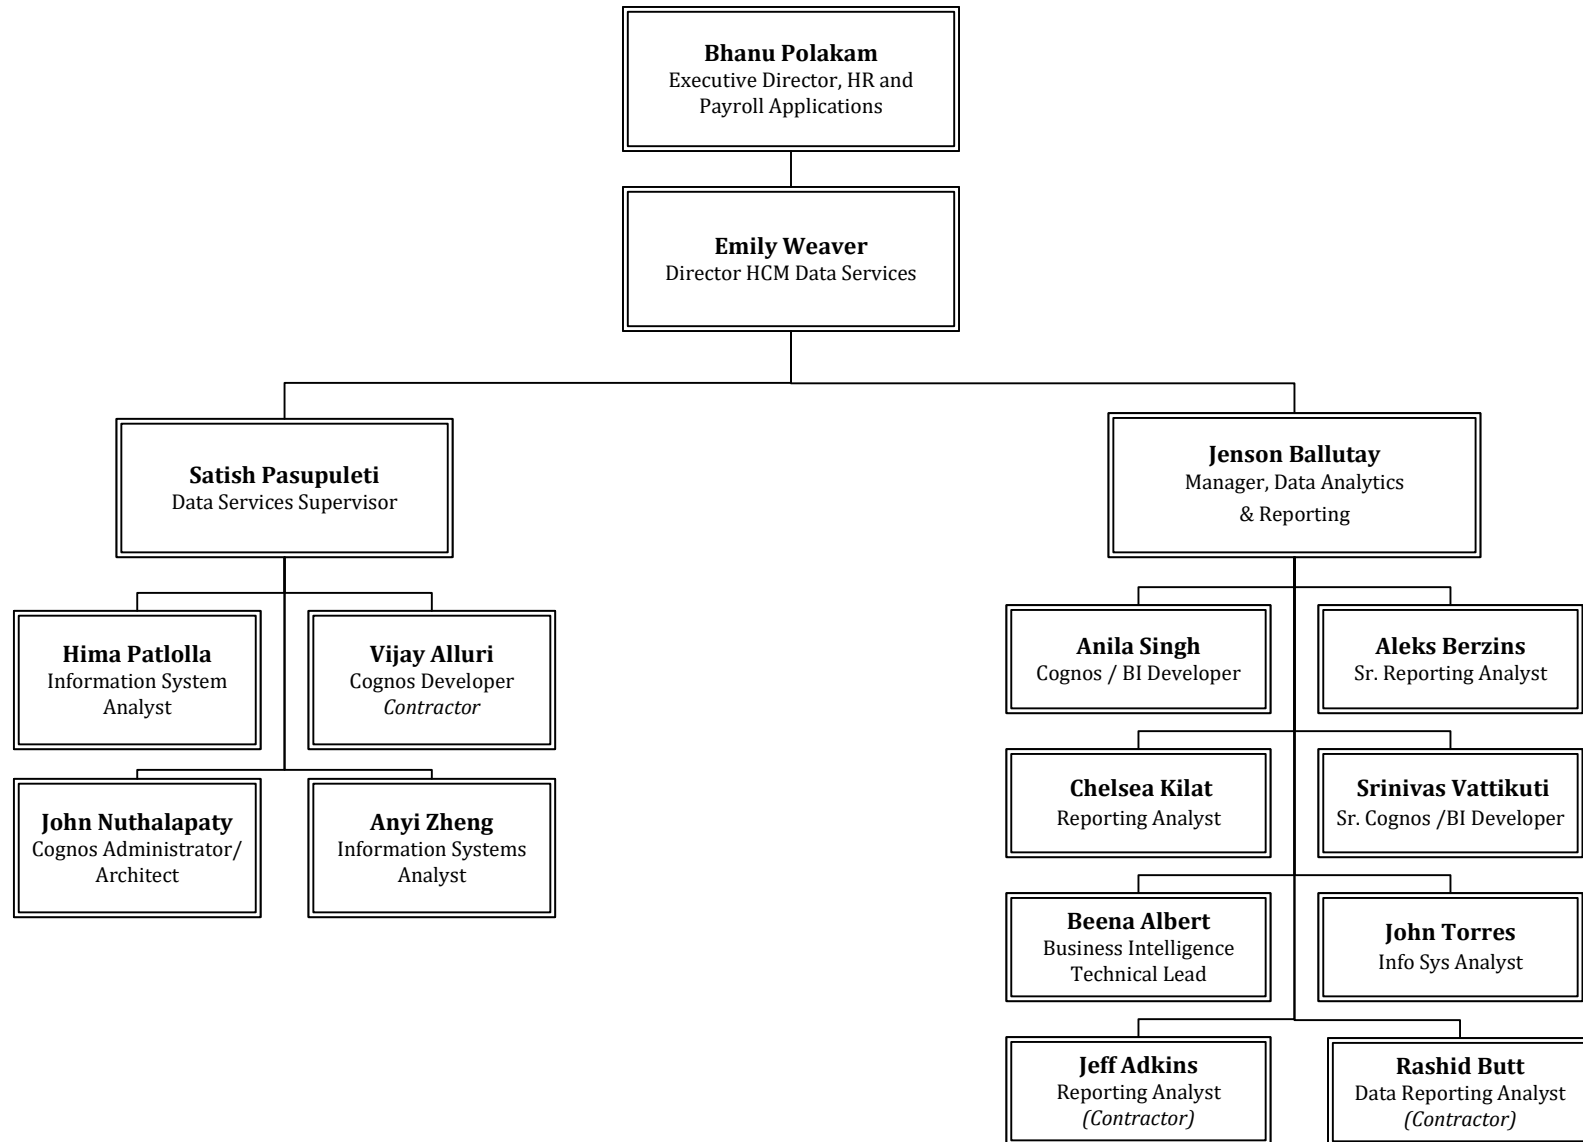 Bhanu Polakam
Executive Director, HR and
Payroll Applications
Emily Weaver
Director HCM Data Services
Satish Pasupuleti
Data Services Supervisor
Jenson Ballutay
Manager, Data Analytics
& Reporting
Hima Patlolla
Information System
Analyst
Vijay Alluri
Cognos Developer
Contractor
John Nuthalapaty
Cognos Administrator/
Architect
Anyi Zheng
Information Systems
Analyst
Anila Singh
Cognos / BI Developer
Aleks Berzins
Sr. Reporting Analyst
Chelsea Kilat
Reporting Analyst
Srinivas Vattikuti
Sr. Cognos /BI Developer
Beena Albert
Business Intelligence
Technical Lead
John Torres
Info Sys Analyst
Jeff Adkins
Reporting Analyst
(Contractor)
Rashid Butt
Data Reporting Analyst
(Contractor)